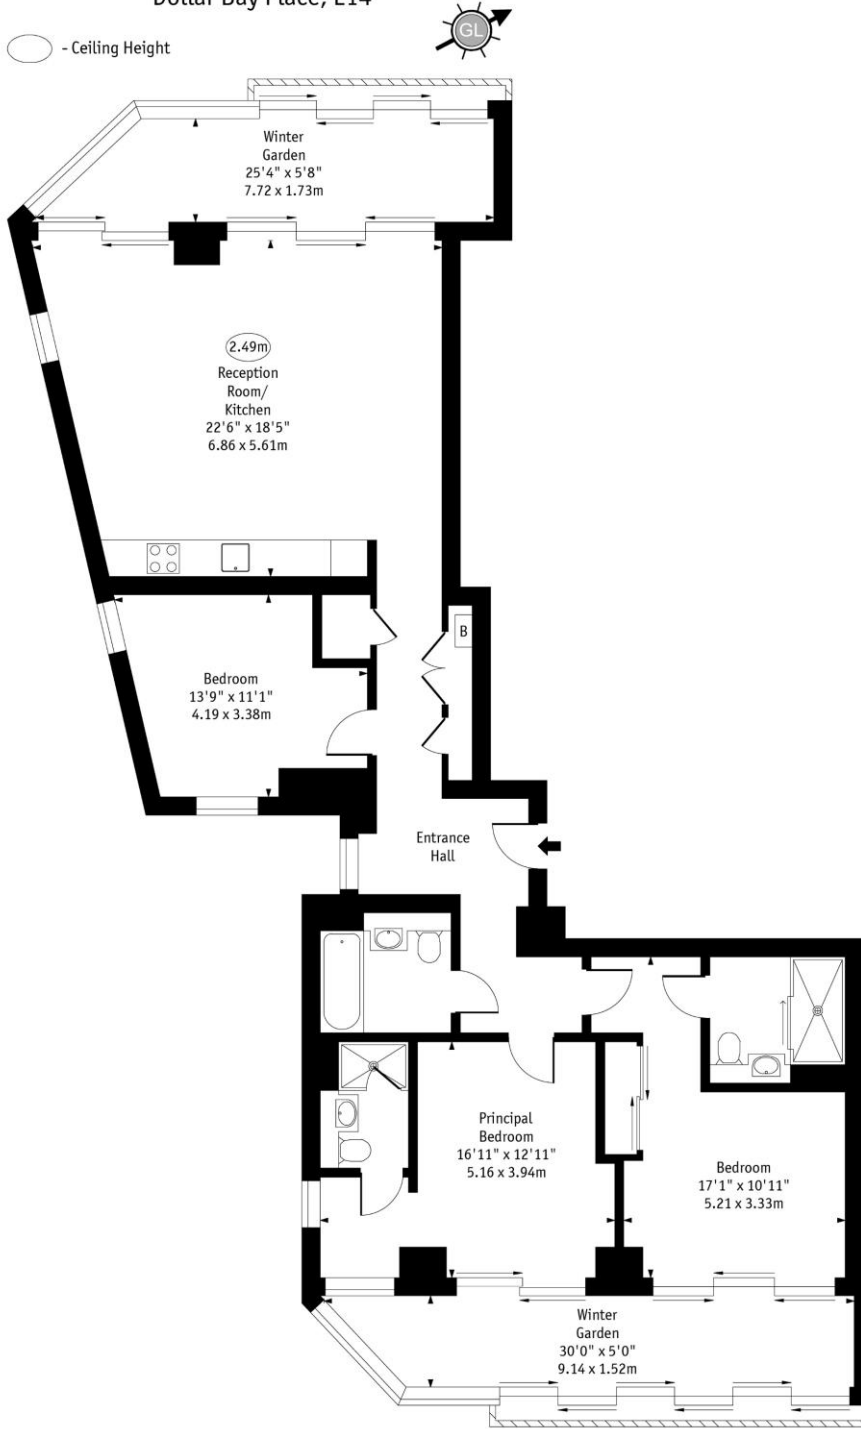 Dollar Bay Place, E14
GL
- Ceiling Height
Winter
Garden
25'4" x 5'8"
7.72 x 1.73m
2.49m
Reception
Room/
Kitchen
22'6" x 18'5"
6.86 x 5.61m
B
Bedroom
13'9" x 11'1"
4.19 x 3.38m
Entrance
Hall
Principal
Bedroom
16'11" x 12'11"
5.16 x 3.94m
Bedroom
17'1" x 10'11"
5.21 x 3.33m
Winter
Garden
30'0" x 5'0"
9.14 x 1.52m